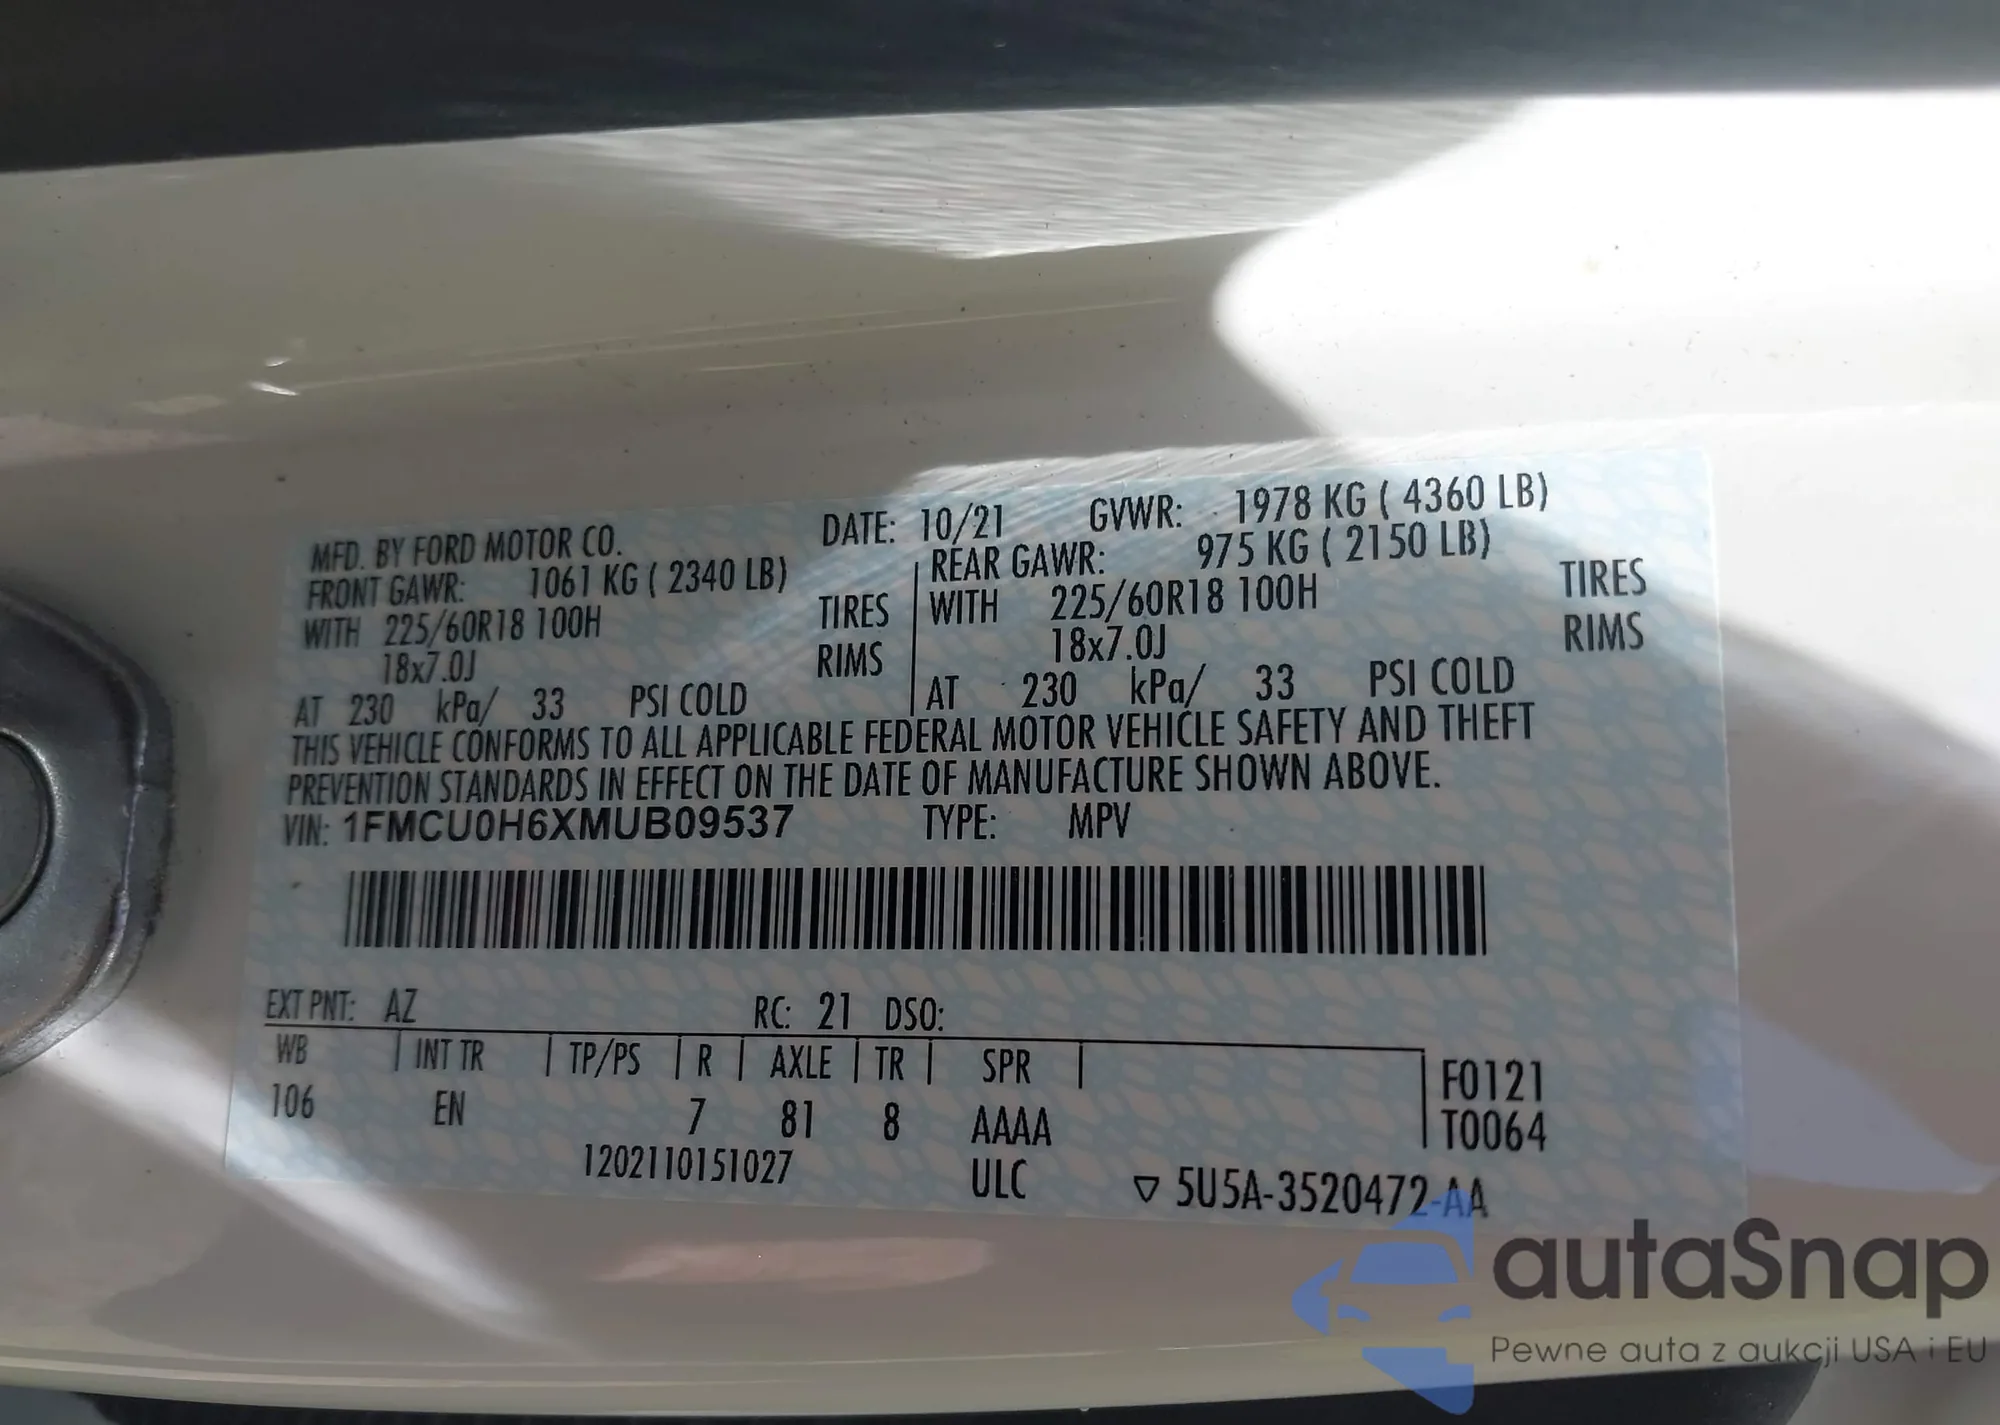 MFD. BY FORD MOTOR CO. DATE: 10/21 GVWR: 1978 KG ( 4360 LB)
FRONT GAWR: 1061 KG ( 2340 LB) REAR GAWR: 975 KG ( 2150 LB)
WITH 225/60R18 100H TIRES WITH 225/60R18 100H TIRES
18x7.0J RIMS 18x7.0J RIMS
AT 230 kPa/ 33 PSI COLD AT 230 kPa/ 33 PSI COLD
THIS VEHICLE CONFORMS TO ALL APPLICABLE FEDERAL MOTOR VEHICLE SAFETY AND THEFT
PREVENTION STANDARDS IN EFFECT ON THE DATE OF MANUFACTURE SHOWN ABOVE.
VIN: 1FMCU0H6XMUB09537 TYPE: MPV
EXT PNT: AZ RC: 21 DSO:
WB INT TR TP/PS R AXLE TR SPR F0121
106 EN 7 81 8 AAAA T0064
1202110151027 ULC ▽ 5U5A-3520472-AA
autaSnap
Pewne auta z aukcji USA i EU